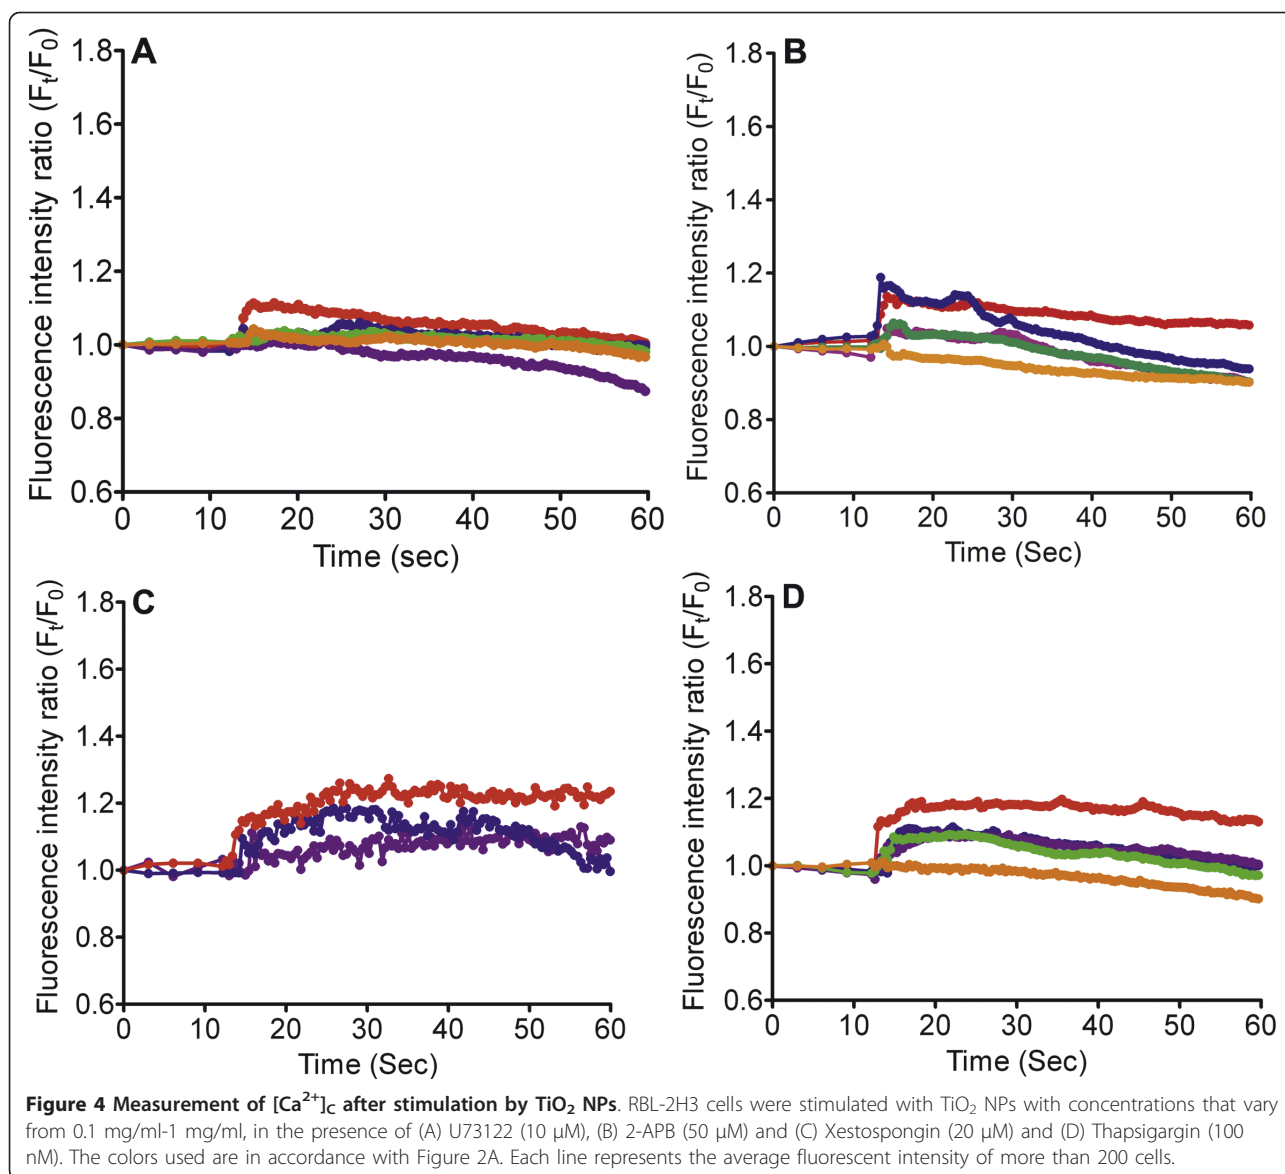 A
Fluorescence intensity ratio (Ft/F0)
1.8
1.6
1.4
1.2
1.0
0.8
0.6
0 10 20 30 40 50 60
Time (sec)
B
Fluorescence intensity ratio (Ft/F0)
1.8
1.6
1.4
1.2
1.0
0.8
0.6
0 10 20 30 40 50 60
Time (Sec)
C
Fluorescence intensity ratio (Ft/F0)
1.8
1.6
1.4
1.2
1.0
0.8
0.6
0 10 20 30 40 50 60
Time (Sec)
D
Fluorescence intensity ratio (Ft/F0)
1.8
1.6
1.4
1.2
1.0
0.8
0.6
0 10 20 30 40 50 60
Time (Sec)
Figure 4 Measurement of [Ca2+]C after stimulation by TiO2 NPs. RBL-2H3 cells were stimulated with TiO2 NPs with concentrations that vary
from 0.1 mg/ml-1 mg/ml, in the presence of (A) U73122 (10 μM), (B) 2-APB (50 μM) and (C) Xestospongin (20 μM) and (D) Thapsigargin (100
nM). The colors used are in accordance with Figure 2A. Each line represents the average fluorescent intensity of more than 200 cells.